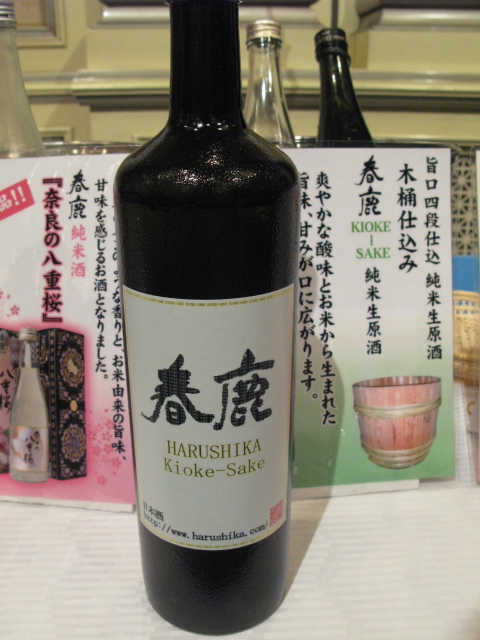 春鹿
HARUSHIKA
Kioke-Sake
日本酒
http://www.harushika.com/
旨口四段仕込 純米生原酒
木桶仕込み
春鹿
KIOKE
SAKE
純米生原酒
爽やかな酸味とお米から生まれた
旨味、甘みが口に広がります。
品!!
『奈良の八重桜』
春鹿 純米酒
香りと、お米由来の旨味、
甘味を感じるお酒となりました。